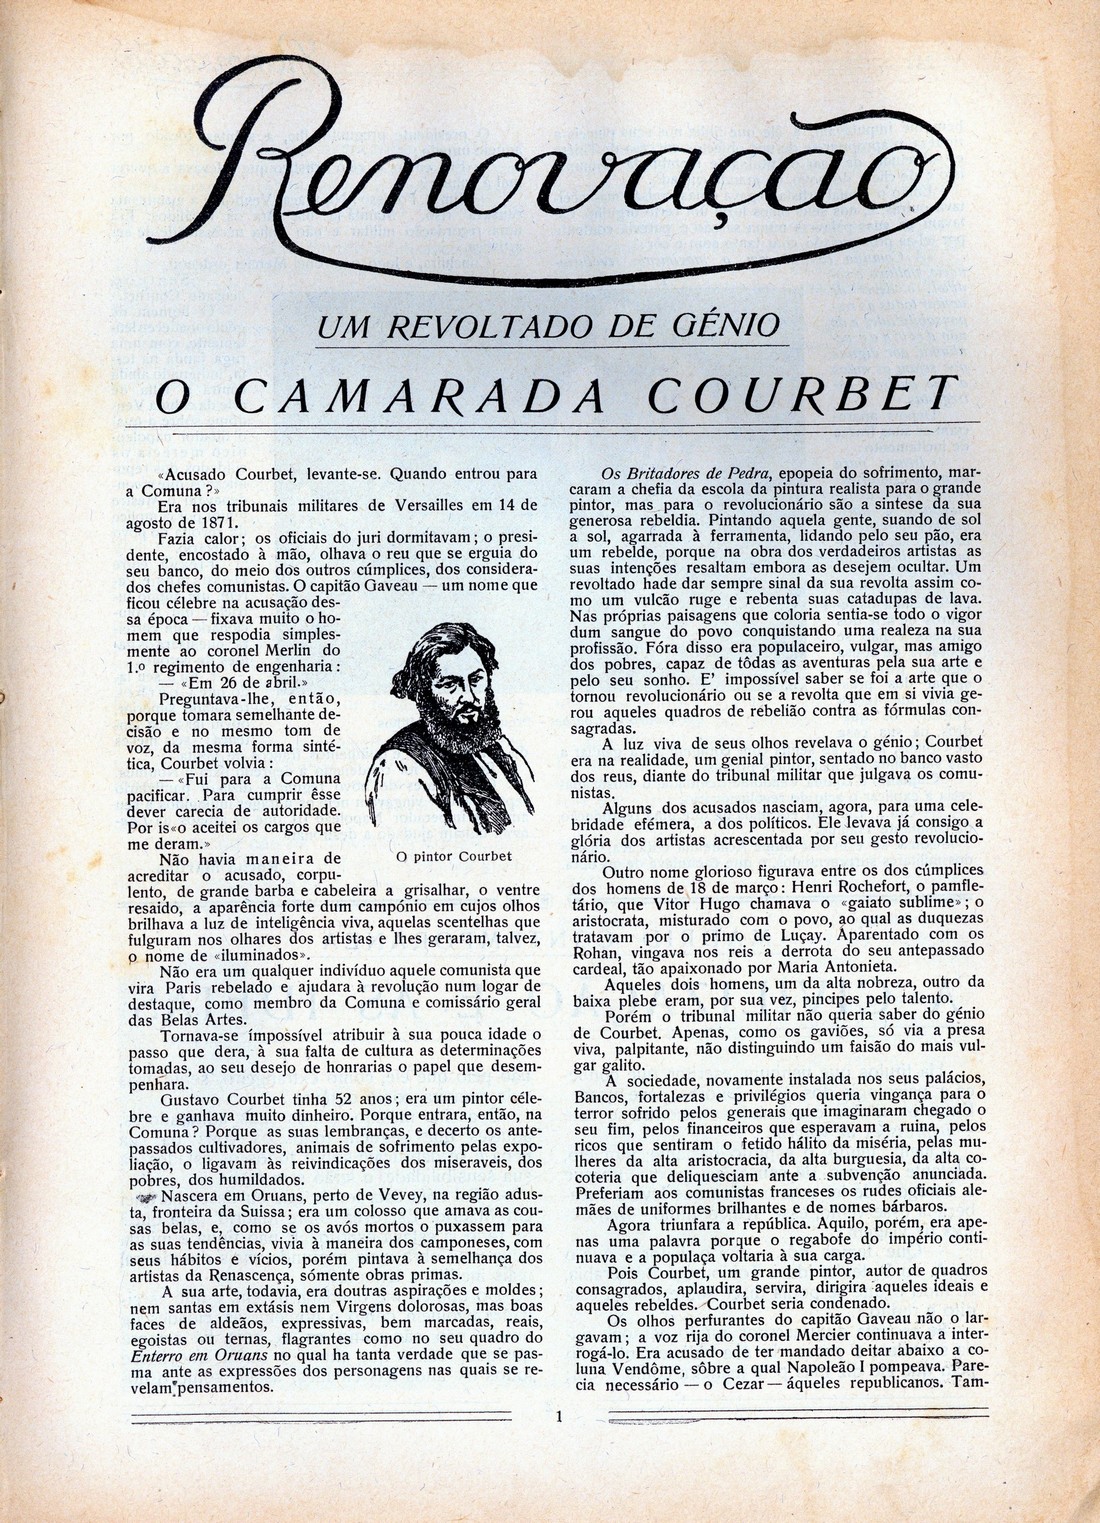 Renovação
UM REVOLTADO DE GÉNIO
O CAMARADA COURBET
«Acusado Courbet, levante-se. Quando entrou para
a Comuna?»
Era nos tribunais militares de Versailles em 14 de
agosto de 1871.
Fazia calor; os oficiais do juri dormitavam; o presi-
dente, encostado à mão, olhava o reu que se erguia do
seu banco, do meio dos outros cúmplices, dos considera-
dos chefes comunistas. O capitão Gaveau — um nome que
ficou célebre na acusação des-
sa época — fixava muito o ho-
mem que respodia simples-
mente ao coronel Merlin do
1.º regimento de engenharia:
— «Em 26 de abril.»
Preguntava-lhe, então,
porque tomara semelhante de-
cisão e no mesmo tom de
voz, da mesma forma sinté-
tica, Courbet volvia:
— «Fui para a Comuna
pacificar. Para cumprir êsse
dever carecia de autoridade.
Por is«o aceitei os cargos que
me deram.»
Não havia maneira de
acreditar o acusado, corpu-
lento, de grande barba e cabeleira a grisalhar, o ventre
resaido, a aparência forte dum campónio em cujos olhos
brilhava a luz de inteligência viva, aquelas scentelhas que
fulguram nos olhares dos artistas e lhes geraram, talvez,
o nome de «iluminados».
Não era um qualquer indivíduo aquele comunista que
vira Paris rebelado e ajudara à revolução num logar de
destaque, como membro da Comuna e comissário geral
das Belas Artes.
Tornava-se impossível atribuir à sua pouca idade o
passo que dera, à sua falta de cultura as determinações
tomadas, ao seu desejo de honrarias o papel que desem-
penhara.
Gustavo Courbet tinha 52 anos; era um pintor céle-
bre e ganhava muito dinheiro. Porque entrara, então, na
Comuna? Porque as suas lembranças, e decerto os ante-
passados cultivadores, animais de sofrimento pelas expo-
liação, o ligavam às reivindicações dos miseraveis, dos
pobres, dos humildados.
Nascera em Oruans, perto de Vevey, na região adus-
ta, fronteira da Suissa; era um colosso que amava as cou-
sas belas, e, como se os avós mortos o puxassem para
as suas tendências, vivia à maneira dos camponeses, com
seus hábitos e vícios, porém pintava à semelhança dos
artistas da Renascença, sómente obras primas.
A sua arte, todavia, era doutras aspirações e moldes;
nem santas em extásis nem Virgens dolorosas, mas boas
faces de aldeãos, expressivas, bem marcadas, reais,
egoistas ou ternas, flagrantes como no seu quadro do
Enterro em Oruans no qual ha tanta verdade que se pas-
ma ante as expressões dos personagens nas quais se re-
velam pensamentos.
O pintor Courbet
Os Britadores de Pedra, epopeia do sofrimento, mar-
caram a chefia da escola da pintura realista para o grande
pintor, mas para o revolucionário são a sintese da sua
generosa rebeldia. Pintando aquela gente, suando de sol
a sol, agarrada à ferramenta, lidando pelo seu pão, era
um rebelde, porque na obra dos verdadeiros artistas as
suas intenções resaltam embora as desejem ocultar. Um
revoltado hade dar sempre sinal da sua revolta assim co-
mo um vulcão ruge e rebenta suas catadupas de lava.
Nas próprias paisagens que coloria sentia-se todo o vigor
dum sangue do povo conquistando uma realeza na sua
profissão. Fóra disso era populaceiro, vulgar, mas amigo
dos pobres, capaz de tôdas as aventuras pela sua arte e
pelo seu sonho. E' impossível saber se foi a arte que o
tornou revolucionário ou se a revolta que em si vivia ge-
rou aqueles quadros de rebelião contra as fórmulas con-
sagradas.
A luz viva de seus olhos revelava o génio; Courbet
era na realidade, um genial pintor, sentado no banco vasto
dos reus, diante do tribunal militar que julgava os comu-
nistas.
Alguns dos acusados nasciam, agora, para uma cele-
bridade efémera, a dos políticos. Ele levava já consigo a
glória dos artistas acrescentada por seu gesto revolucio-
nário.
Outro nome glorioso figurava entre os dos cúmplices
dos homens de 18 de março: Henri Rochefort, o pamfle-
tário, que Vitor Hugo chamava o «gaiato sublime»; o
aristocrata, misturado com o povo, ao qual as duquezas
tratavam por o primo de Luçay. Aparentado com os
Rohan, vingava nos reis a derrota do seu antepassado
cardeal, tão apaixonado por Maria Antonieta.
Aqueles dois homens, um da alta nobreza, outro da
baixa plebe eram, por sua vez, pincipes pelo talento.
Porém o tribunal militar não queria saber do génio
de Courbet. Apenas, como os gaviões, só via a presa
viva, palpitante, não distinguindo um faisão do mais vul-
gar galito.
A sociedade, novamente instalada nos seus palácios,
Bancos, fortalezas e privilégios queria vingança para o
terror sofrido pelos generais que imaginaram chegado o
seu fim, pelos financeiros que esperavam a ruina, pelos
ricos que sentiram o fetido hálito da miséria, pelas mu-
lheres da alta aristocracia, da alta burguesia, da alta co-
coteria que deliquesciam ante a subvenção anunciada.
Preferiam aos comunistas franceses os rudes oficiais ale-
mães de uniformes brilhantes e de nomes bárbaros.
Agora triunfara a república. Aquilo, porém, era ape-
nas uma palavra porque o regabofe do império conti-
nuava e a populaça voltaria à sua carga.
Pois Courbet, um grande pintor, autor de quadros
consagrados, aplaudira, servira, dirigira aqueles ideais e
aqueles rebeldes. Courbet seria condenado.
Os olhos perfurantes do capitão Gaveau não o lar-
gavam; a voz rija do coronel Mercier continuava a inter-
rogá-lo. Era acusado de ter mandado deitar abaixo a co-
luna Vendôme, sôbre a qual Napoleão I pompeava. Pare-
cia necessário — o Cezar — áqueles republicanos. Tam-
1